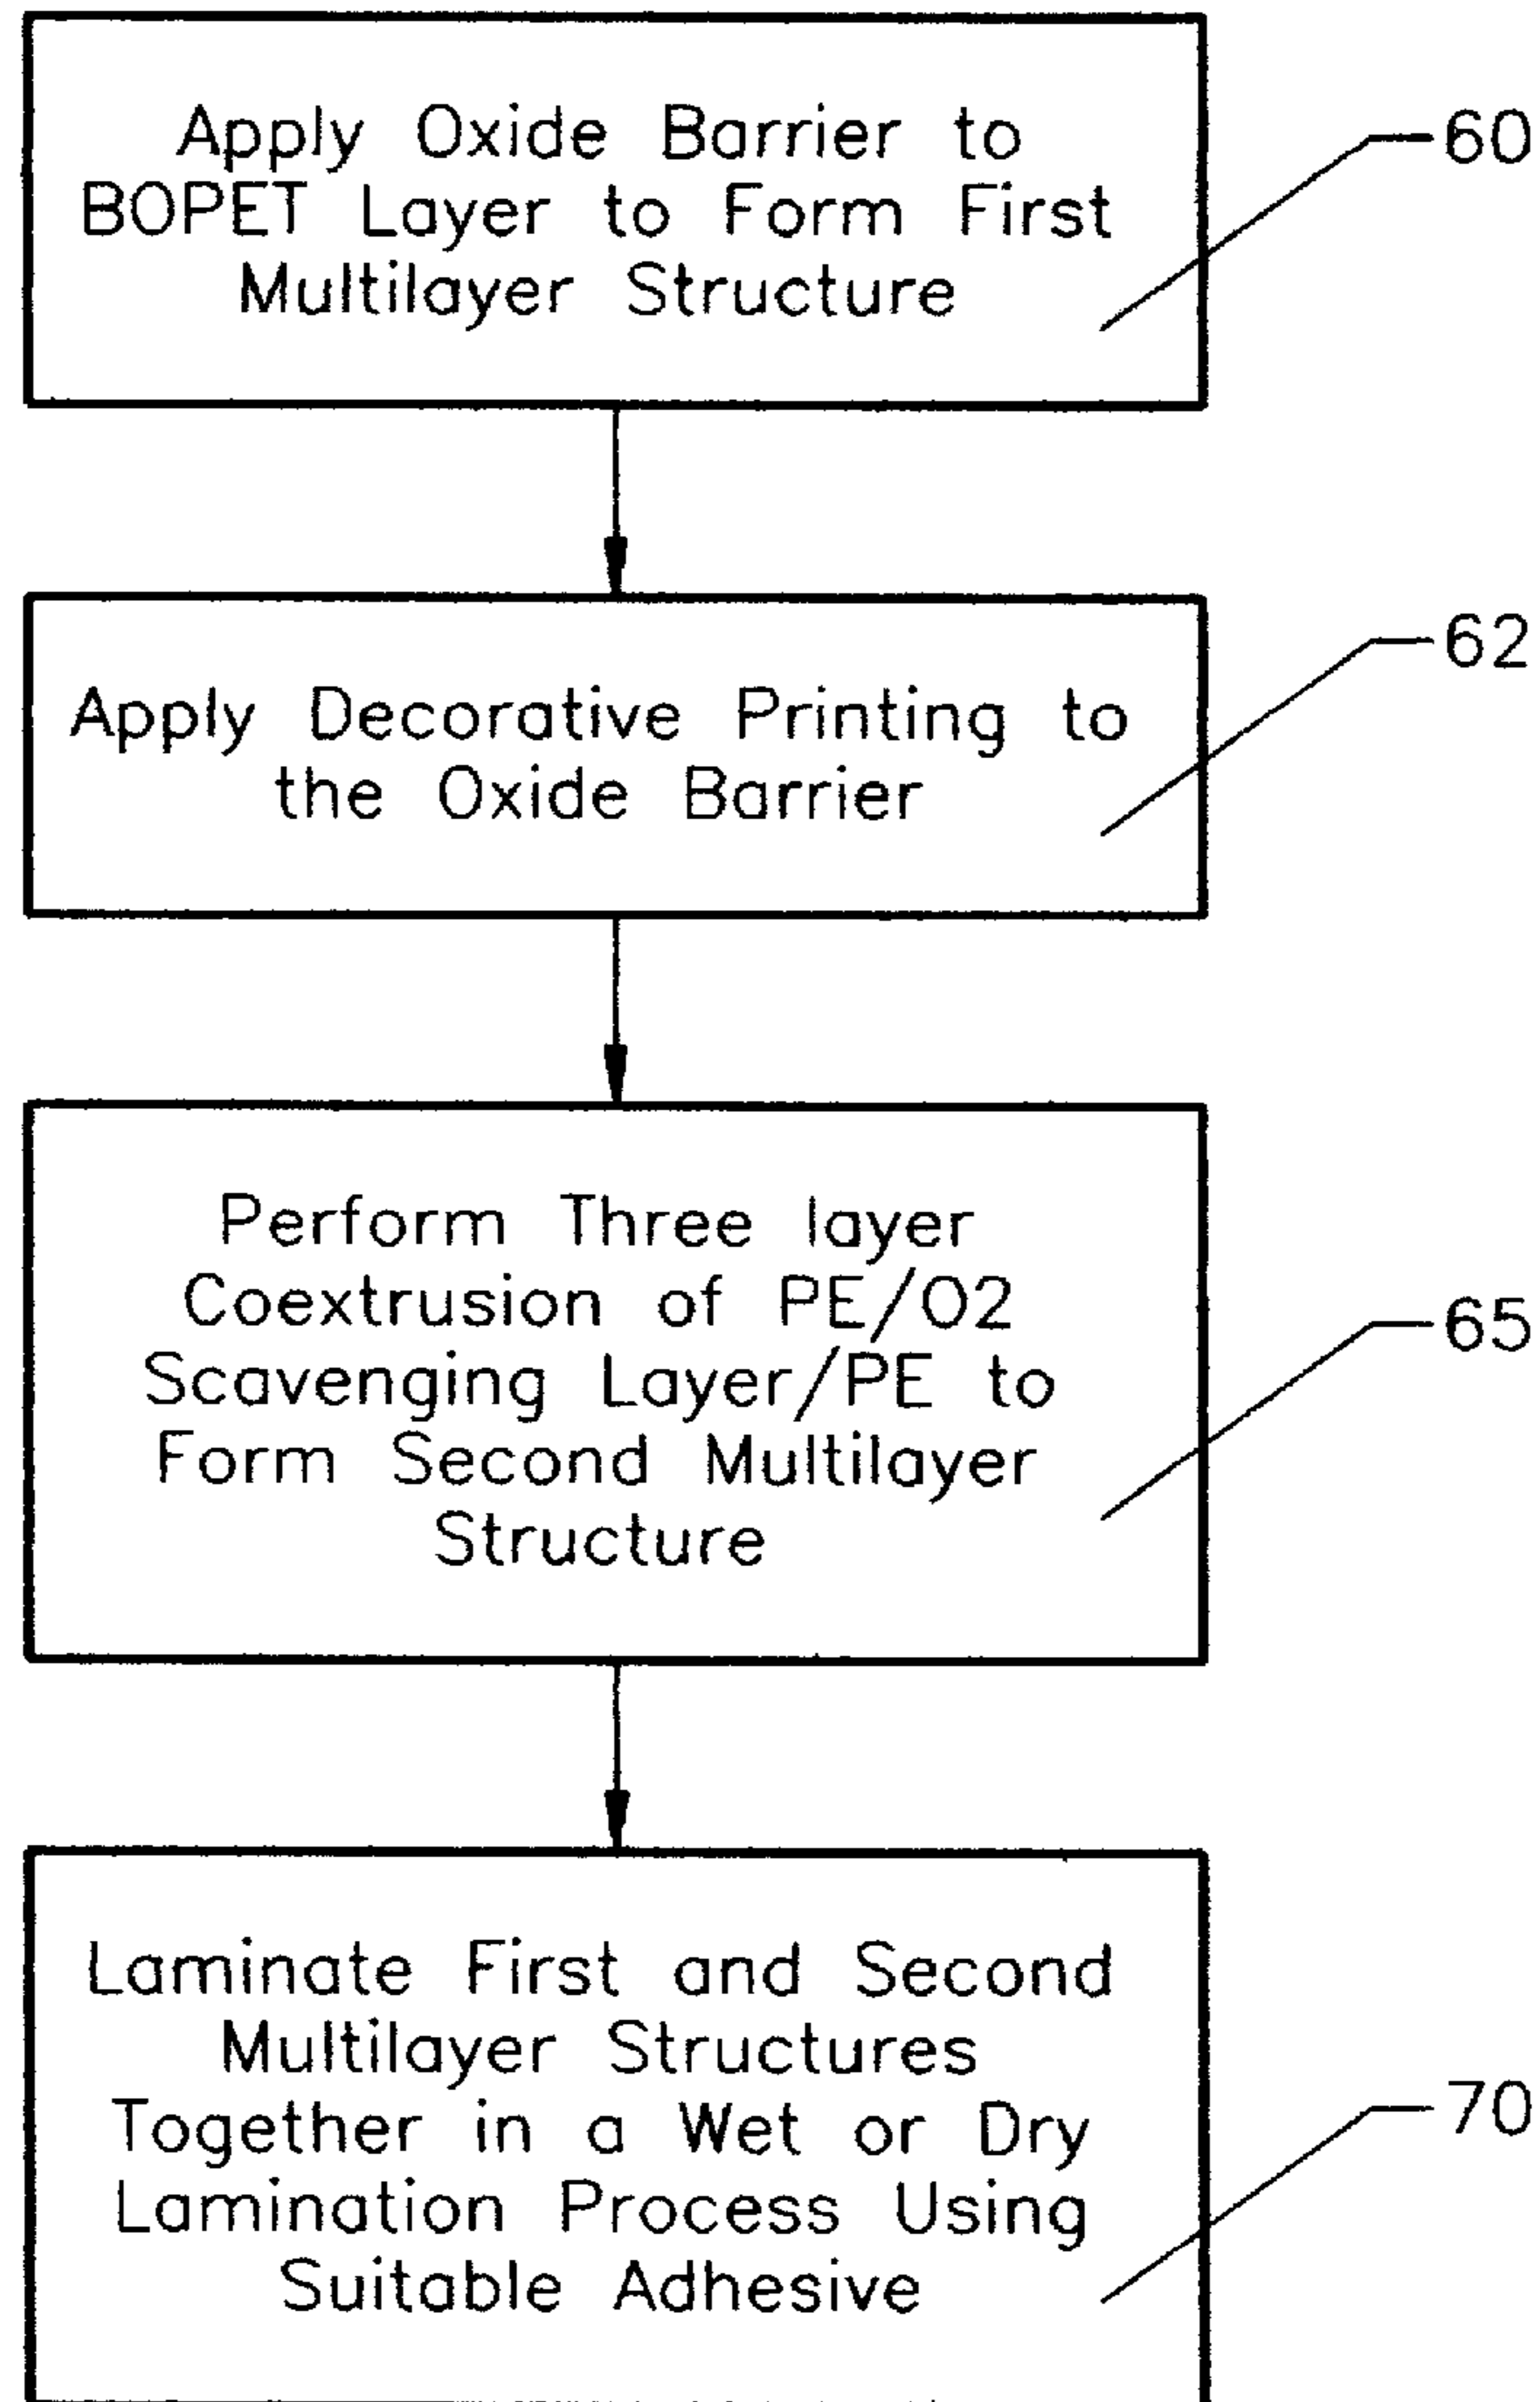 Apply Oxide Barrier to
BOPET Layer to Form First
Multilayer Structure
60
Apply Decorative Printing to
the Oxide Barrier
62
Perform Three layer
Coextrusion of PE/O2
Scavenging Layer/PE to
Form Second Multilayer
Structure
65
Laminate First and Second
Multilayer Structures
Together in a Wet or Dry
Lamination Process Using
Suitable Adhesive
70